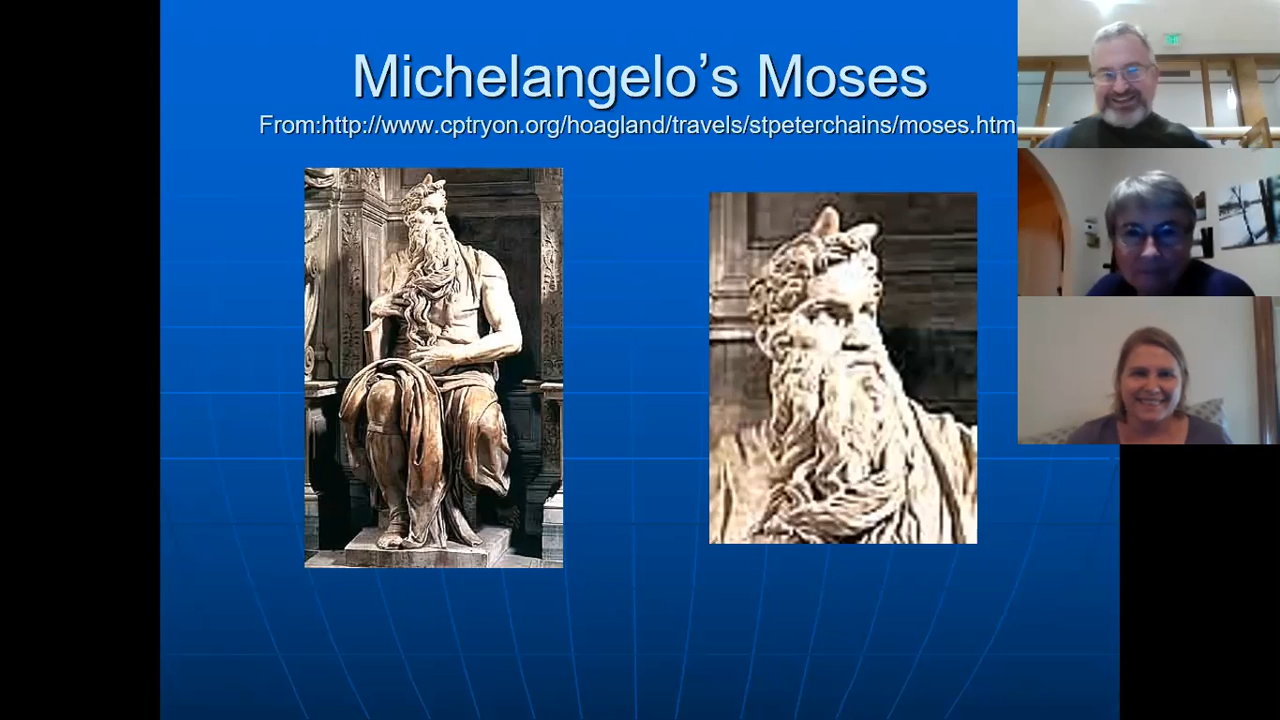 Michelangelo’s Moses
From:http://www.cptryon.org/hoagland/travels/stpeterchains/moses.htm